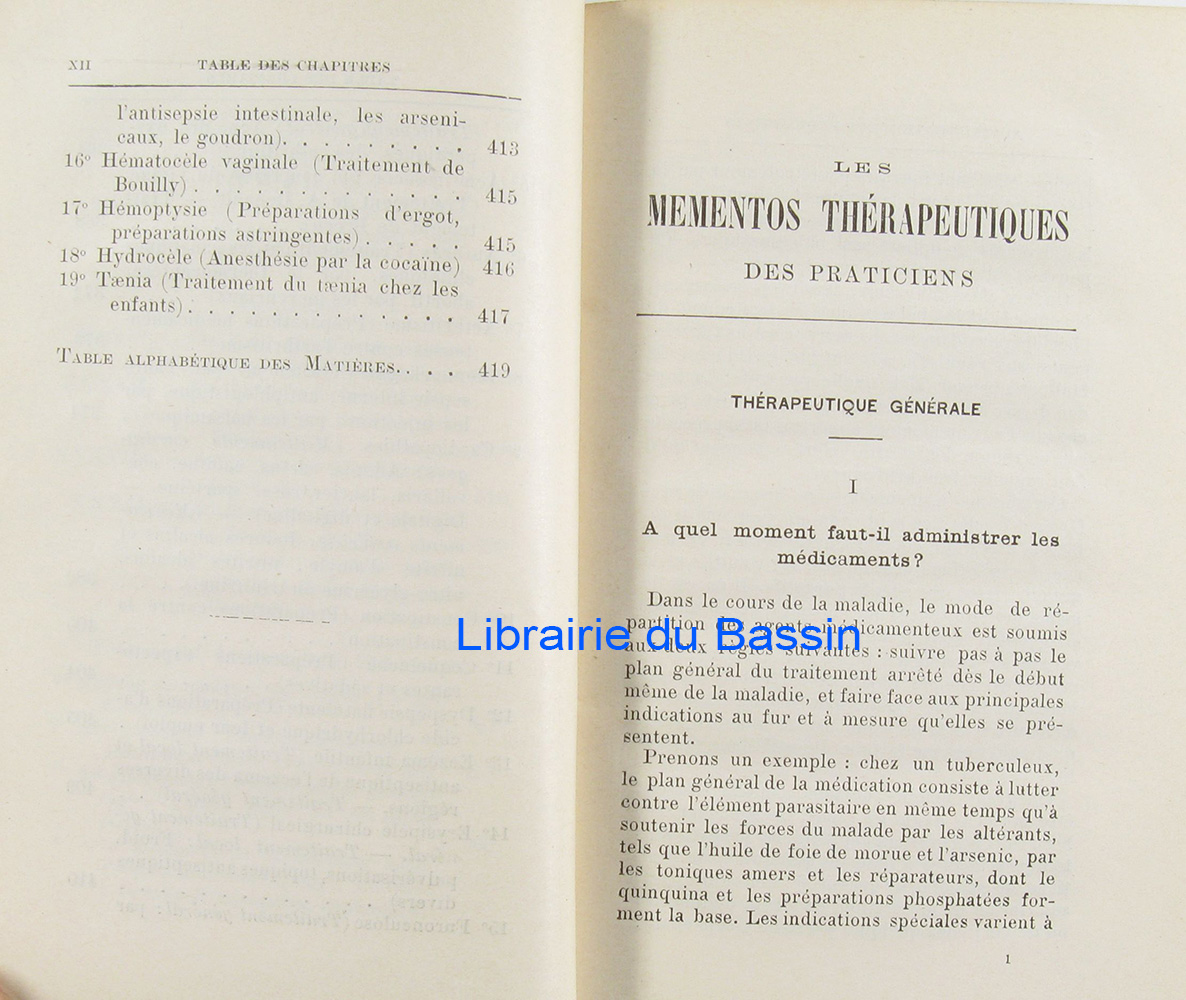 XII TABLE DES CHAPITRES
l'antisepsie intestinale, les arseni-
caux, le goudron). . . . . . . . . 413
16° Hématocèle vaginale (Traitement de
Bouilly) . . . . . . . . . . . . . 415
17° Hémoptysie (Préparations d'ergot,
préparations astringentes) . . . . . 415
18° Hydrocèle (Anesthésie par la cocaïne) 416
19° Tænia (Traitement du tænia chez les
enfants) . . . . . . . . . . . . . 417
TABLE ALPHABÉTIQUE DES MATIÈRES. . . . 419
LES
MEMENTOS THÉRAPEUTIQUES
DES PRATICIENS
THÉRAPEUTIQUE GÉNÉRALE
I
A quel moment faut-il administrer les
médicaments ?
Dans le cours de la maladie, le mode de ré-
partition des agents médicamenteux est soumis
aux deux règles suivantes : suivre pas à pas le
plan général du traitement arrêté dès le début
même de la maladie, et faire face aux principales
indications au fur et à mesure qu'elles se pré-
sentent.
Prenons un exemple : chez un tuberculeux,
le plan général de la médication consiste à lutter
contre l'élément parasitaire en même temps qu'à
soutenir les forces du malade par les altérants,
tels que l'huile de foie de morue et l'arsenic, par
les toniques amers et les réparateurs, dont le
quinquina et les préparations phosphatées for-
ment la base. Les indications spéciales varient à
1
Librairie du Bassin